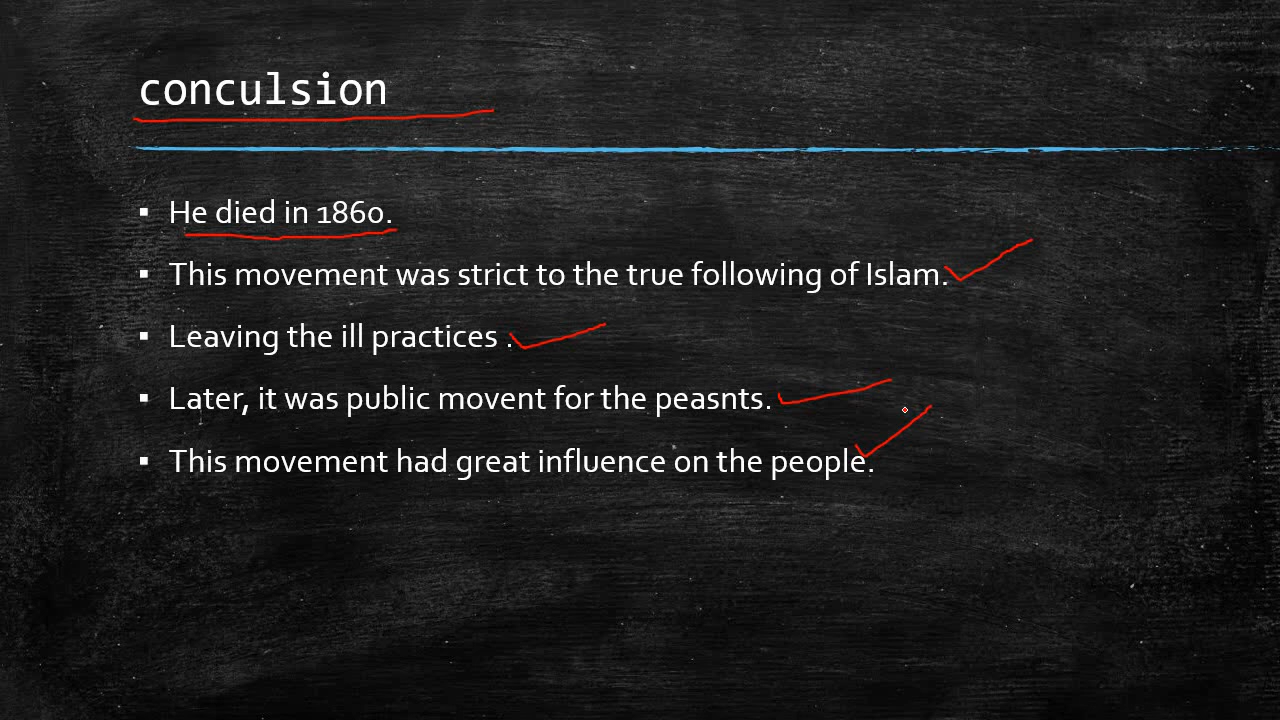 conculsion
▪ He died in 1860.
▪ This movement was strict to the true following of Islam.
▪ Leaving the ill practices .
▪ Later, it was public movent for the peasnts.
▪ This movement had great influence on the people.